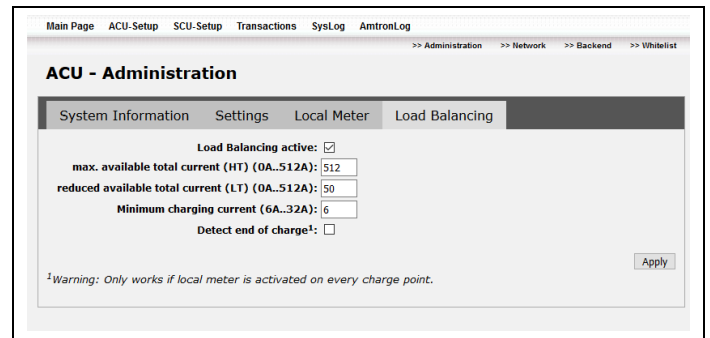 Main Page ACU-Setup SCU-Setup Transactions SysLog AmtronLog
>> Administration >> Network >> Backend >> Whitelist
ACU - Administration
System Information Settings Local Meter Load Balancing
Load Balancing active:
max. available total current (HT) (0A..512A): 512
reduced available total current (LT) (0A..512A): 50
Minimum charging current (6A..32A): 6
Detect end of charge¹:
Apply
¹Warning: Only works if local meter is activated on every charge point.